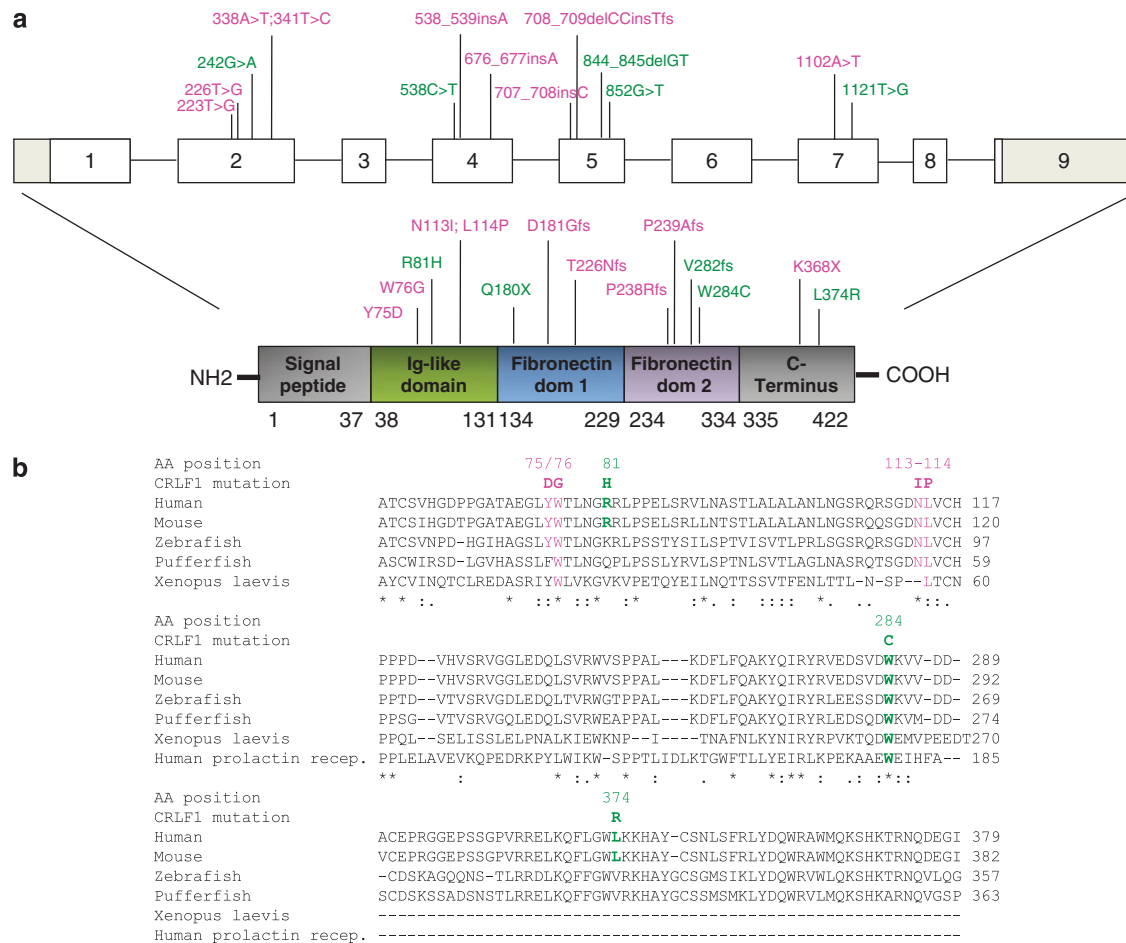 a
338A>T;341T>C 538_539insA 708_709delCCinsTfs
242G>A 676_677insA 844_845delGT 1102A>T
226T>G 538C>T 707_708insC 852G>T 1121T>G
223T>G
1 2 3 4 5 6 7 8 9
N113I; L114P D181Gfs P239Afs
R81H T226Nfs V282fs K368X
W76G Q180X P238Rfs W284C L374R
Y75D
NH2 Signal peptide Ig-like domain Fibronectin dom 1 Fibronectin dom 2 C-Terminus COOH
1 37 38 131 134 229 234 334 335 422
b
AA position 75/76 81 113-114
CRLF1 mutation DG H IP
Human ATCSVHGDPPGATAEGLYWTLNGRRLPPELSRVLNASTLALALANLNGSRQRSGDNLVCH 117
Mouse ATCSIHGDTPGATAEGLYWTLNGRRLPSELSRLLNTSTLALALANLNGSRQQSGDNLVCH 120
Zebrafish ATCSVNPD-HGIHAGSLYWTLNGKRLPSSTYSILSPTVISVTLPRLSGSRQRSGDNLVCH 97
Pufferfish ASCWIRSD-LGVHASSLFWTLNGQPLPSSLYRVLSPTNLSVTLAGLNASRQTSGDNLVCH 59
Xenopus laevis AYCVINQTCLREDASRIYWLVKGVKVPETQYEILNQTTSSVTFENLTTL-N-SP--LTCN 60
* * :. * ::* ::* * : ::. . : :::: *. .. *::.
AA position 284
CRLF1 mutation C
Human PPPD--VHVSRVGGLEDQLSVRWVSPPAL---KDFLFQAKYQIRYRVEDSVDWKVV-DD- 289
Mouse PPPD--VHVSRVGGLEDQLSVRWVSPPAL---KDFLFQAKYQIRYRVEDSVDWKVV-DD- 292
Zebrafish PPTD--VTVSRVGDLEDQLTVRWGTPPAL---KDFLFQAKYQIRYRLEESSDWKVV-DD- 269
Pufferfish PPSG--VTVSRVGQLEDQLSVRWEAPPAL---KDFLFQAKYQIRYRLEDSQDWKVM-DD- 274
Xenopus laevis PPQL--SELISSLELPNALKIEWKNP--I----TNAFNLKYNIRYRPVKTQDWEMVPEEDT270
Human prolactin recep. PPLELAVEVKQPEDRKPYLWIKW-SPPTLIDLKTGWFTLLYEIRLRPEKAAEWEIHFA-- 185
** : * :.* * : . *:** * . :*::
AA position 374
CRLF1 mutation R
Human ACEPRGGEPSSGPVRRELKQFLGWLKKHAY-CSNLSFRLYDQWRAWMQKSHKTRNQDEGI 379
Mouse VCEPRGGEPSSGPVRRELKQFLGWLKKHAY-CSNLSFRLYDQWRAWMQKSHKTRNQDEGI 382
Zebrafish -CDSKAGQQNS-TLRRDLKQFFGWVRKHAYGCSGMSIKLYDQWRVWLQKSHKTRNQVLQG 357
Pufferfish SCDSKSSADSNSTLRRELKQFFGWVRKHAYGCSSMSMKLYDQWRVLMQKSHKARNQVGSP 363
Xenopus laevis ------------------------------------------------------------
Human prolactin recep. ------------------------------------------------------------